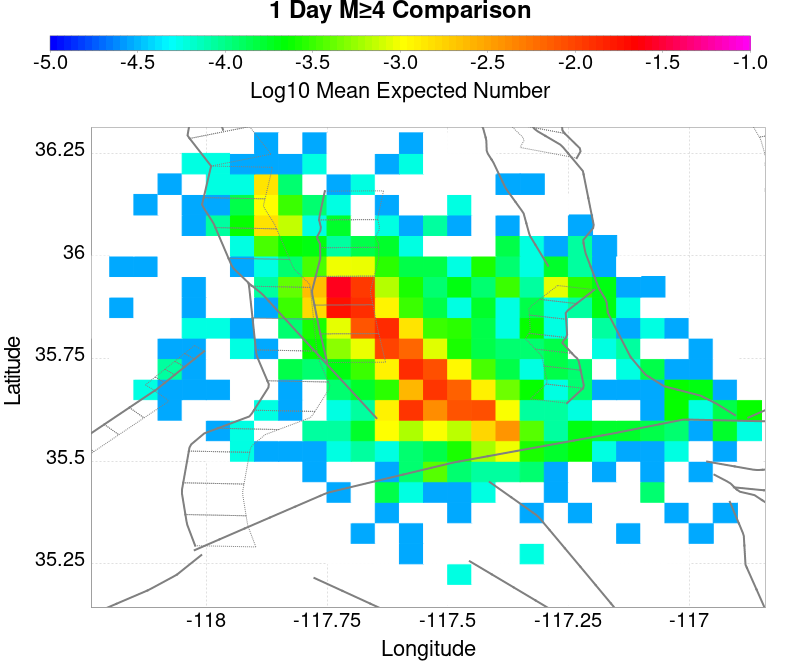 1 Day M≥4 Comparison
-5.0 -4.5 -4.0 -3.5 -3.0 -2.5 -2.0 -1.5 -1.0
Log10 Mean Expected Number
36.25
36
35.75
35.5
35.25
Latitude
-118 -117.75 -117.5 -117.25 -117
Longitude